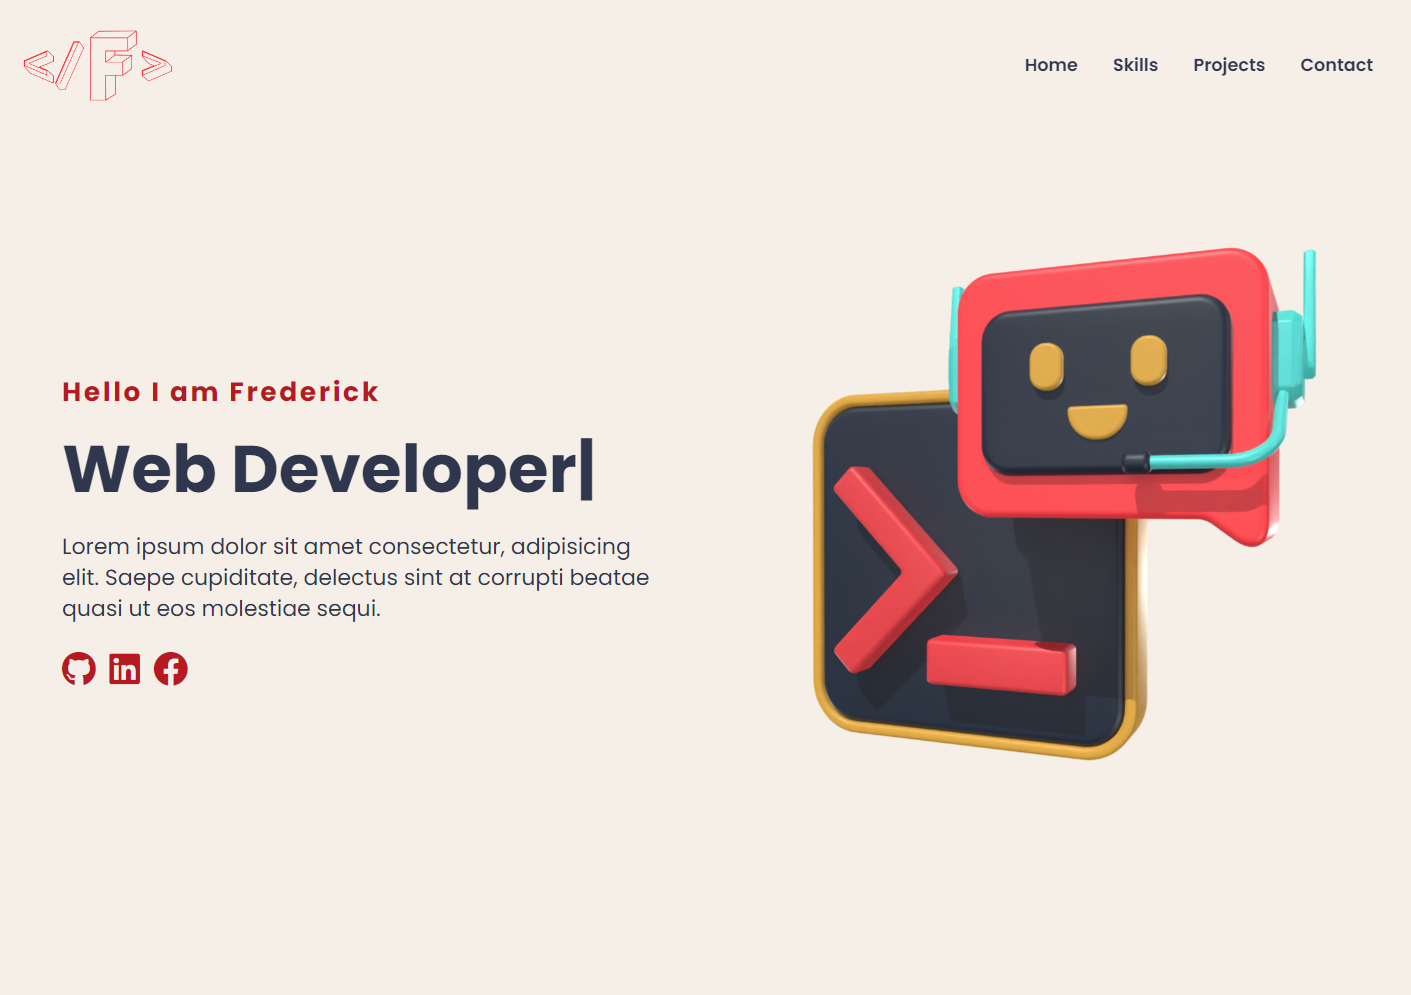 </F>
Home Skills Projects Contact
Hello I am Frederick
Web Developer|
Lorem ipsum dolor sit amet consectetur, adipisicing
elit. Saepe cupiditate, delectus sint at corrupti beatae
quasi ut eos molestiae sequi.
in
>_